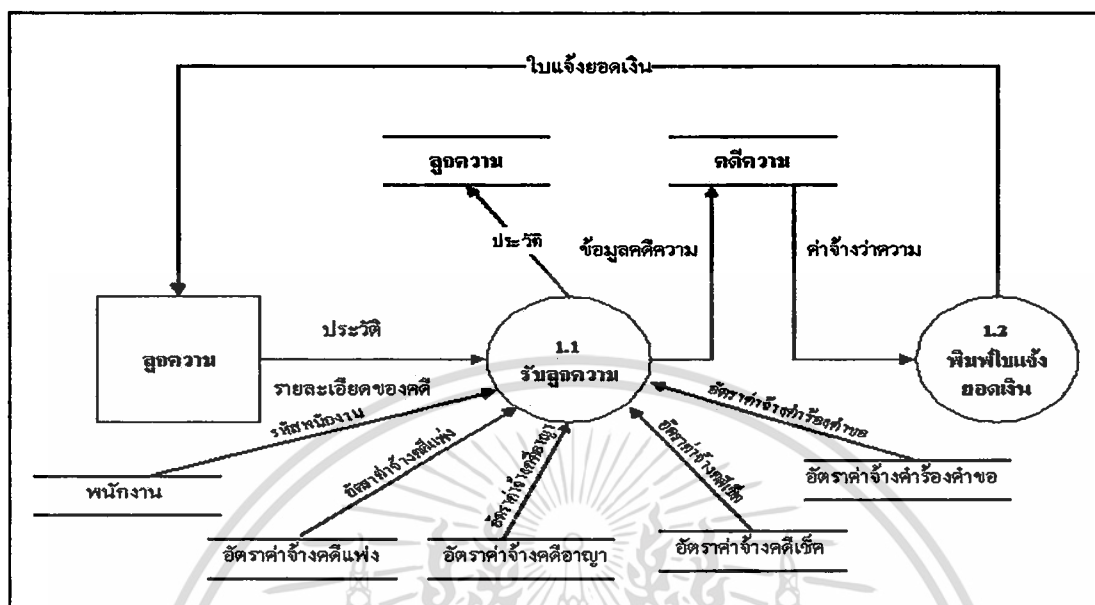 ใบแจ้งยอดเงิน
ลูกความ
คดีความ
ประวัติ
ข้อมูลคดีความ
ค่าจ้างว่าความ
ลูกความ
ประวัติ
รายละเอียดของคดี
1.1
รับลูกความ
1.2
พิมพ์ใบแจ้ง
ยอดเงิน
รหัสพนักงาน
อัตราค่าจ้างคดีแพ่ง
อัตราค่าจ้างคดีอาญา
อัตราค่าจ้างคดีเช็ค
อัตราค่าจ้างคำร้องคำขอ
พนักงาน
อัตราค่าจ้างคดีแพ่ง
อัตราค่าจ้างคดีอาญา
อัตราค่าจ้างคดีเช็ค
อัตราค่าจ้างคำร้องคำขอ